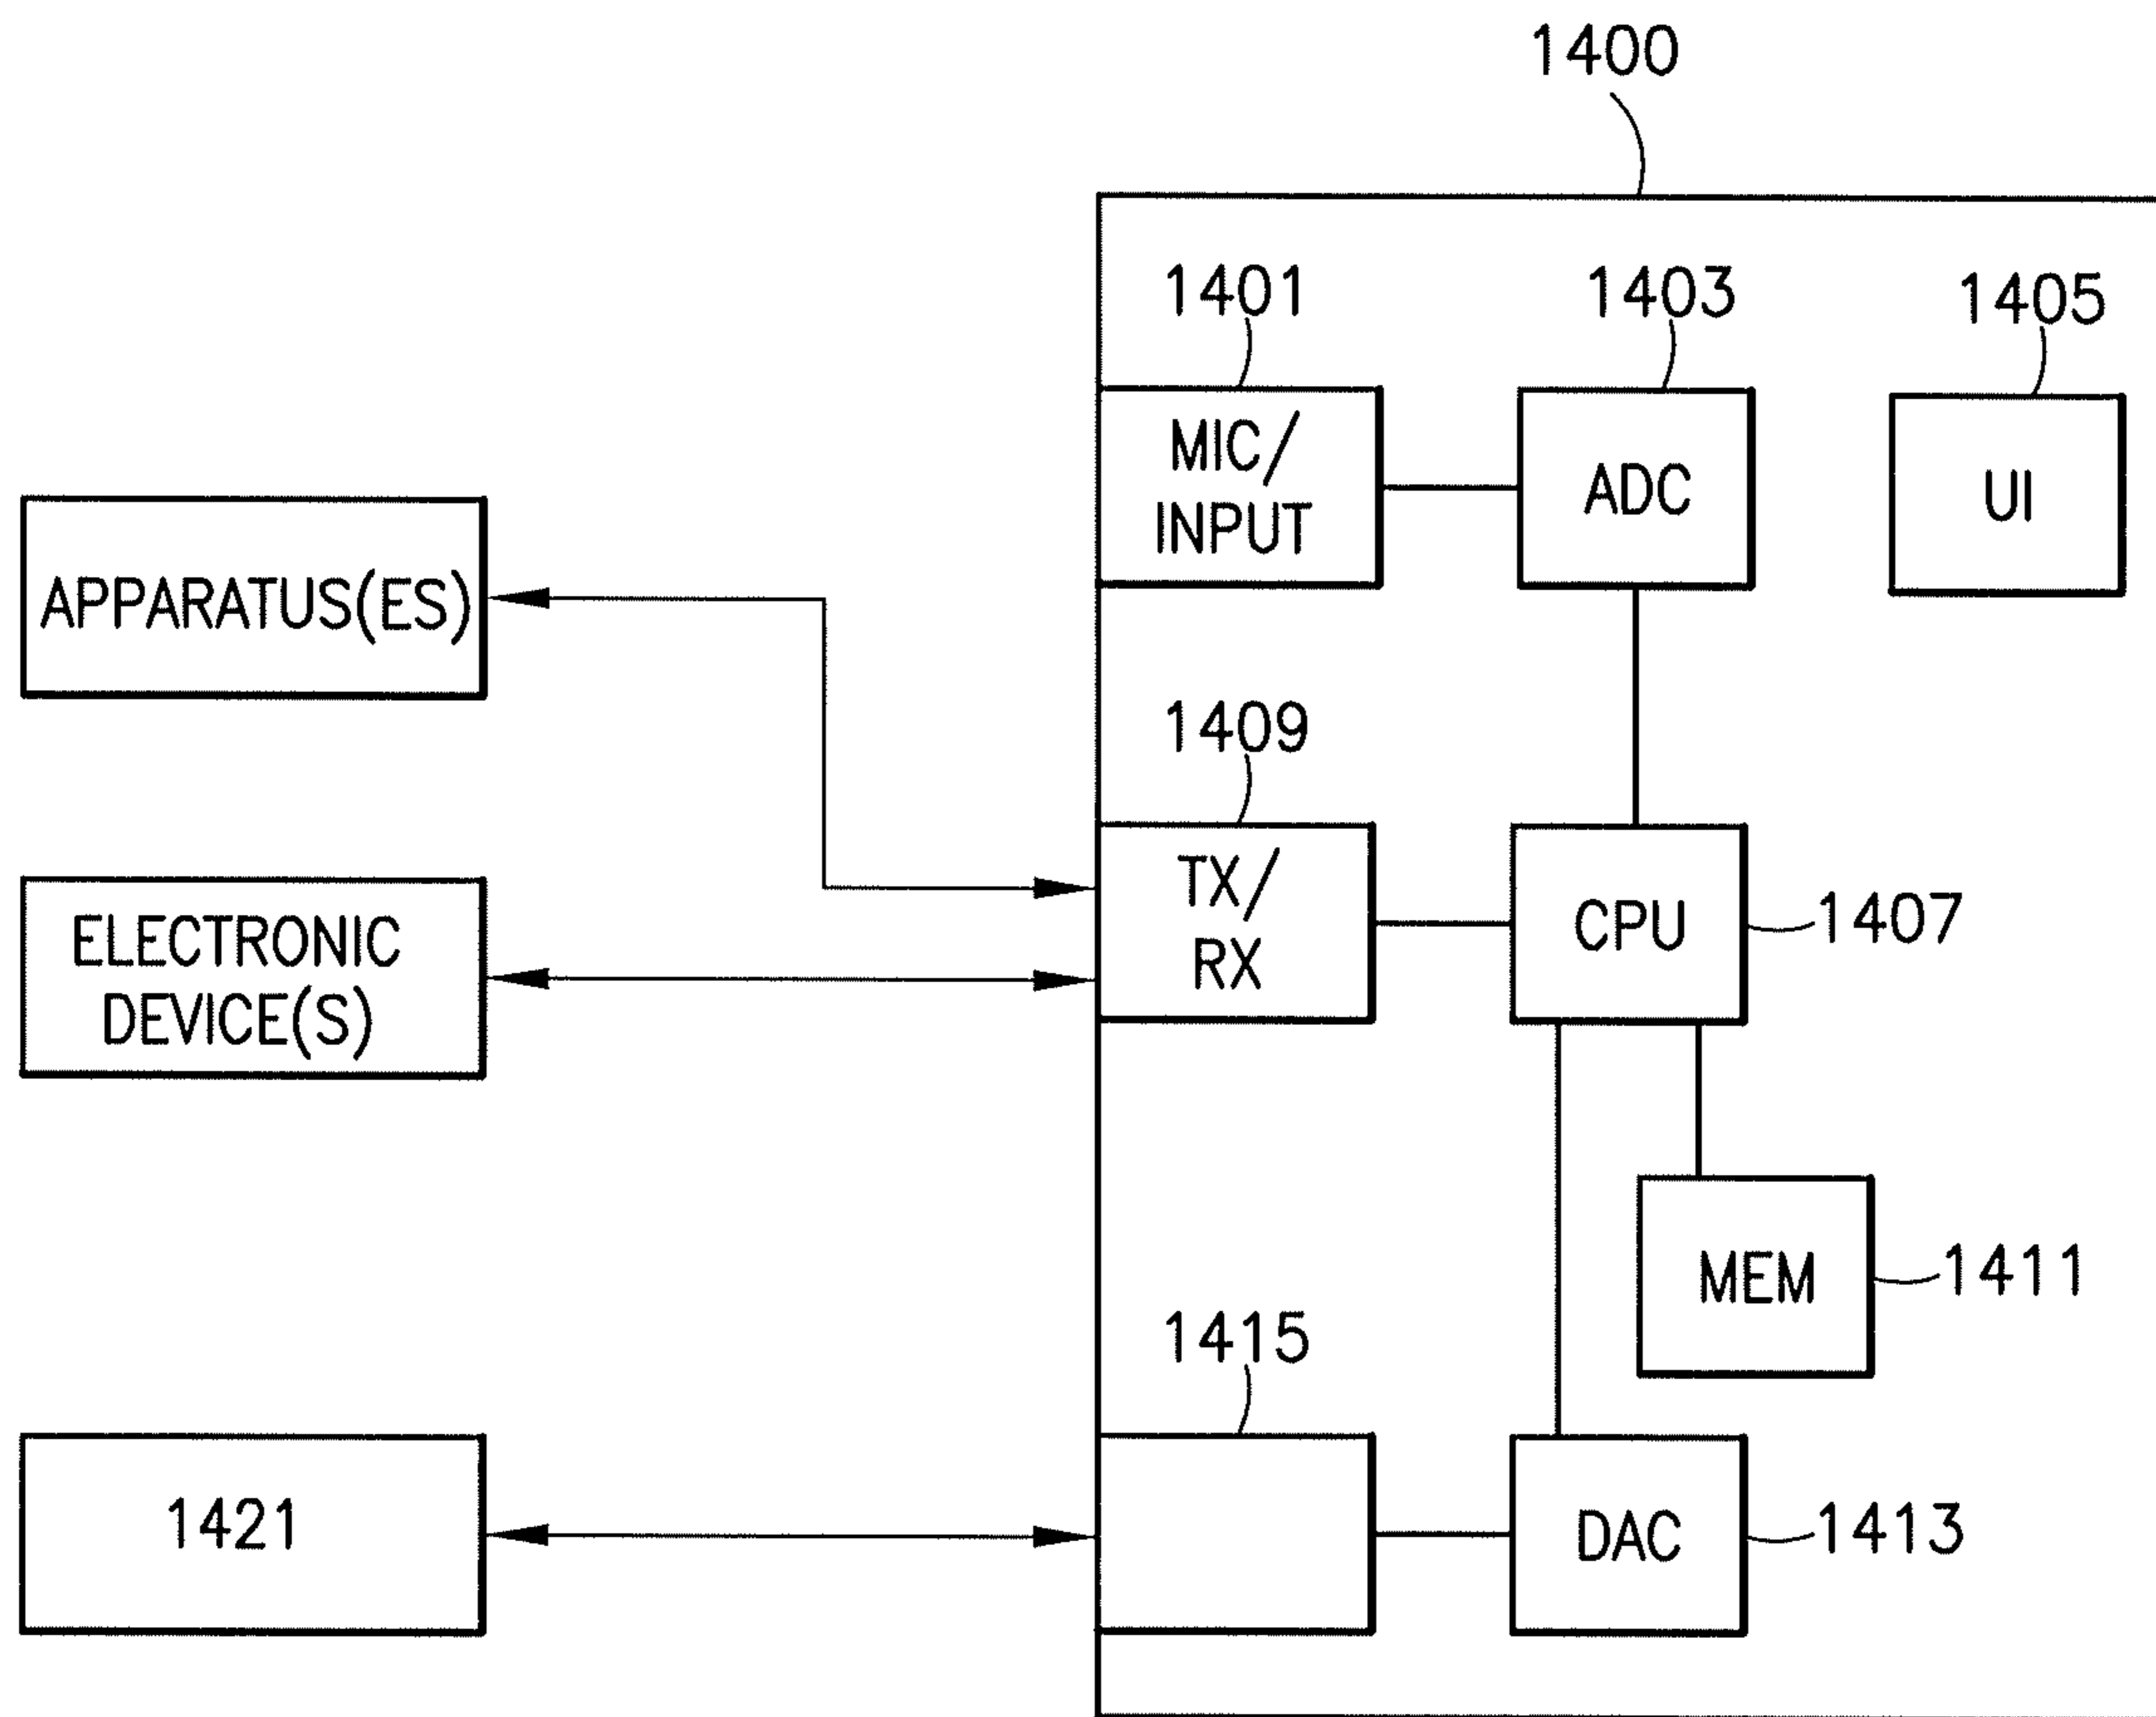 1400
1401
1403
1405
MIC/
INPUT
ADC
UI
APPARATUS(ES)
1409
TX/
RX
CPU
1407
ELECTRONIC
DEVICE(S)
MEM
1411
1415
1421
DAC
1413